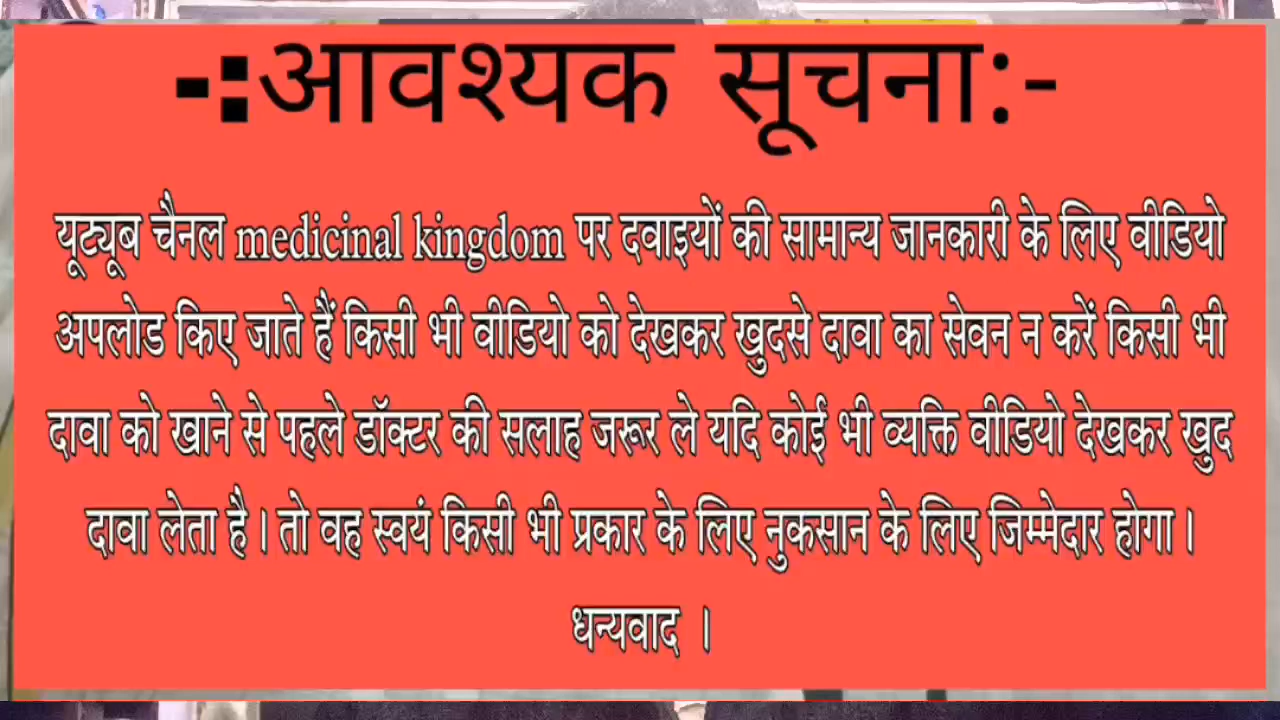 -:आवश्यक सूचना:-
यूट्यूब चैनल medicinal kingdom पर दवाइयों की सामान्य जानकारी के लिए वीडियो
अपलोड किए जाते हैं किसी भी वीडियो को देखकर खुदसे दावा का सेवन न करें किसी भी
दावा को खाने से पहले डॉक्टर की सलाह जरूर ले यदि कोई भी व्यक्ति वीडियो देखकर खुद
दावा लेता है । तो वह स्वयं किसी भी प्रकार के लिए नुकसान के लिए जिम्मेदार होगा ।
धन्यवाद ।